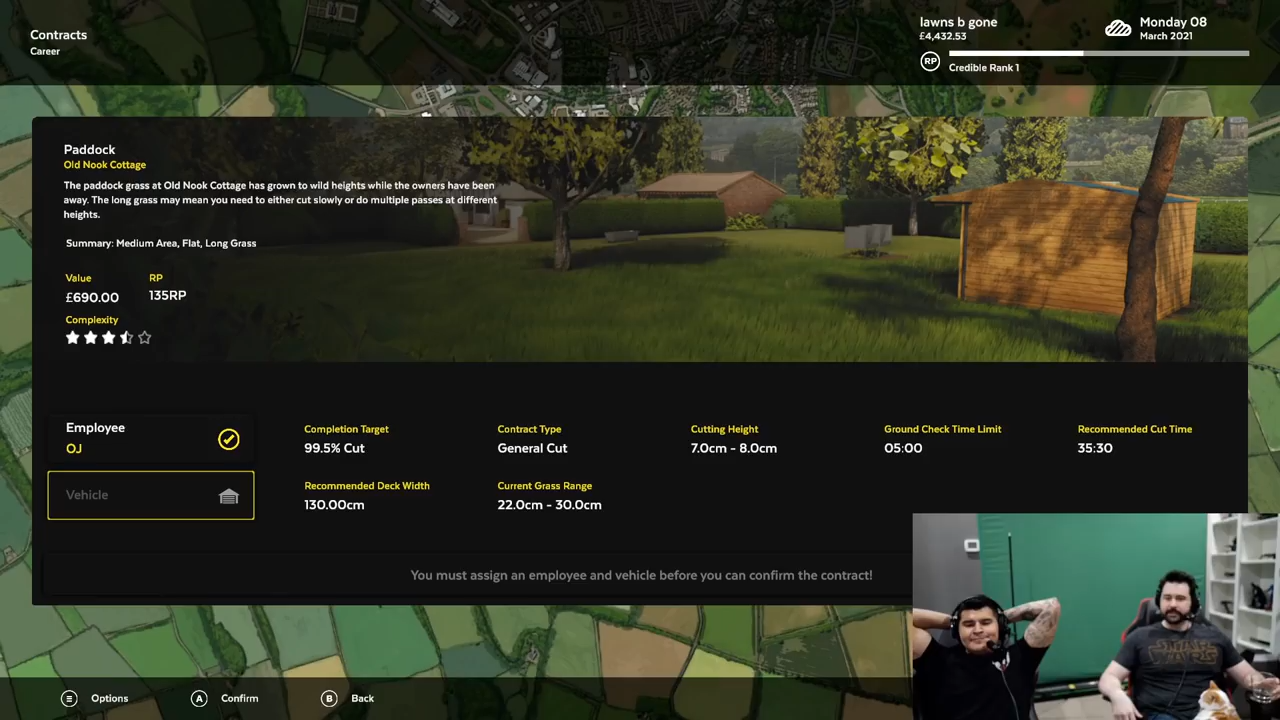 Contracts
Career
lawns b gone
£4,432.53
Monday 08
March 2021
RP
Credible Rank 1
Paddock
Old Nook Cottage
The paddock grass at Old Nook Cottage has grown to wild heights while the owners have been
away. The long grass may mean you need to either cut slowly or do multiple passes at different
heights.
Summary: Medium Area, Flat, Long Grass
Value
RP
£690.00
135RP
Complexity
Employee
OJ
Vehicle
Completion Target
99.5% Cut
Contract Type
General Cut
Cutting Height
7.0cm - 8.0cm
Ground Check Time Limit
05:00
Recommended Cut Time
35:30
Recommended Deck Width
130.00cm
Current Grass Range
22.0cm - 30.0cm
You must assign an employee and vehicle before you can confirm the contract!
Options
A
Confirm
B
Back